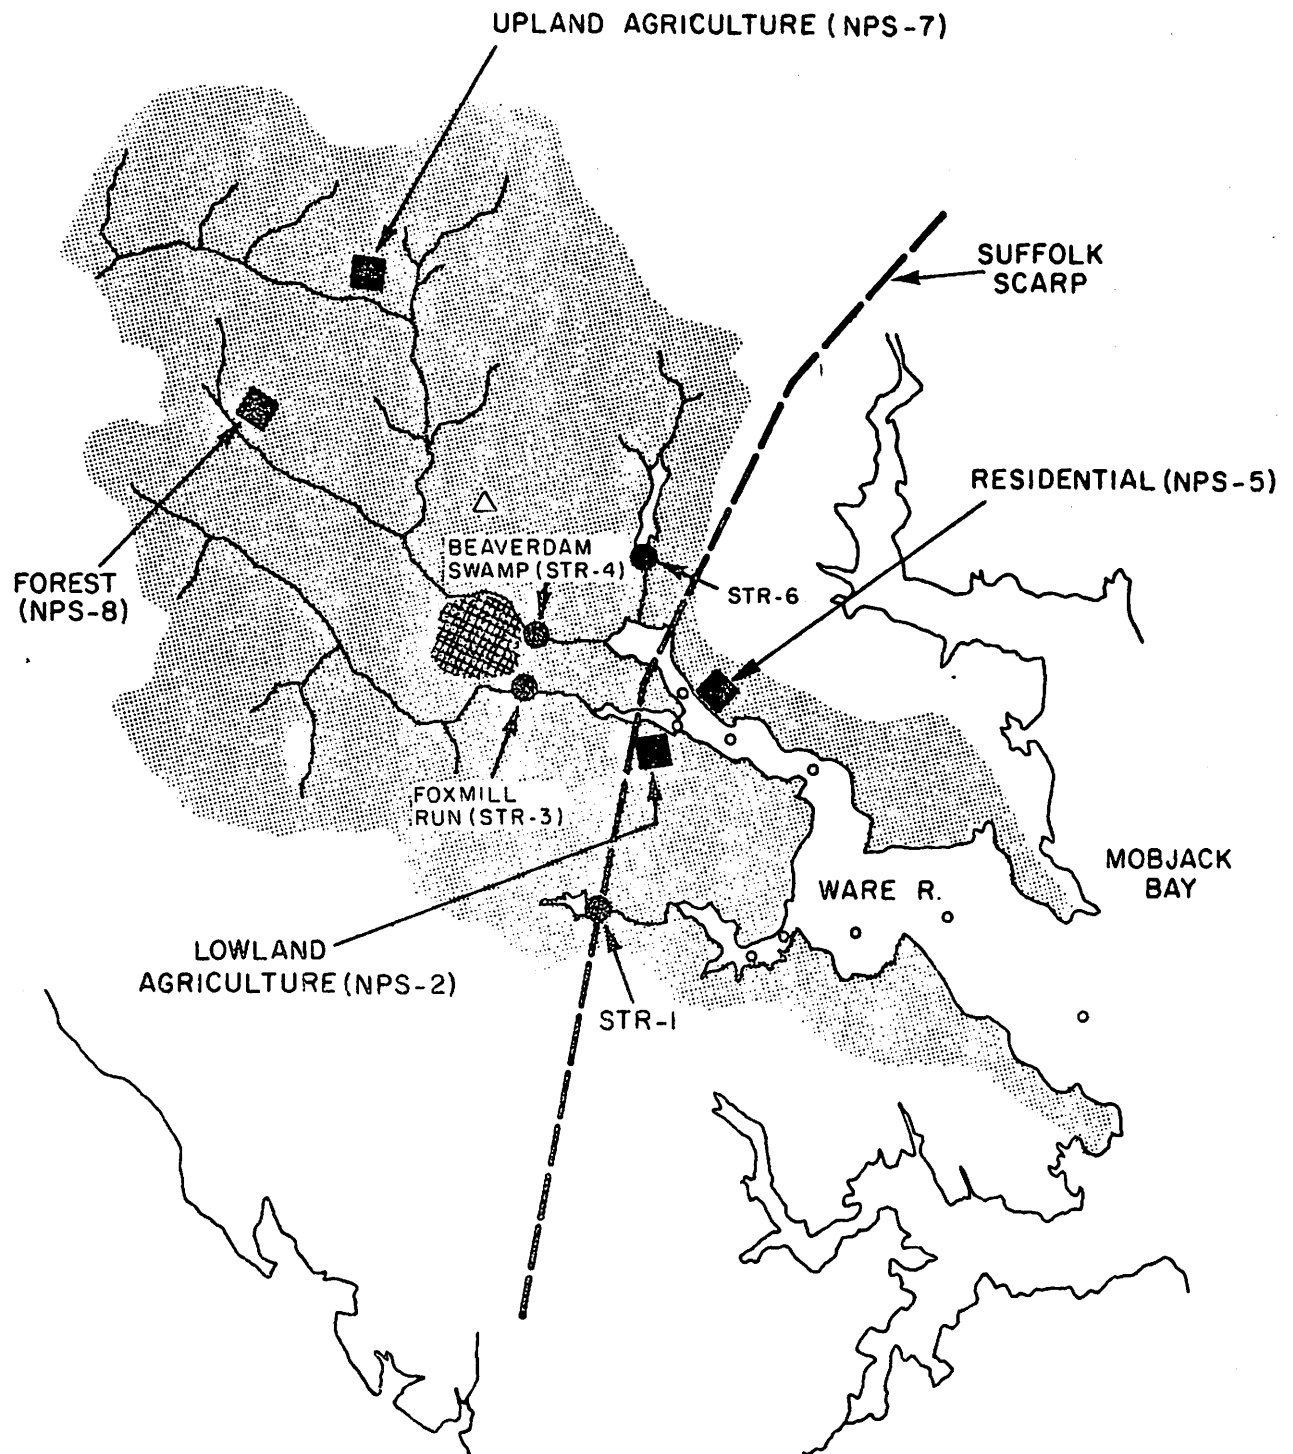 UPLAND AGRICULTURE (NPS-7)
SUFFOLK
SCARP
RESIDENTIAL (NPS-5)
BEAVERDAM
SWAMP (STR-4)
STR-6
FOREST
(NPS-8)
FOXMILL
RUN (STR-3)
MOBJACK
BAY
WARE R.
LOWLAND
AGRICULTURE (NPS-2)
STR-1